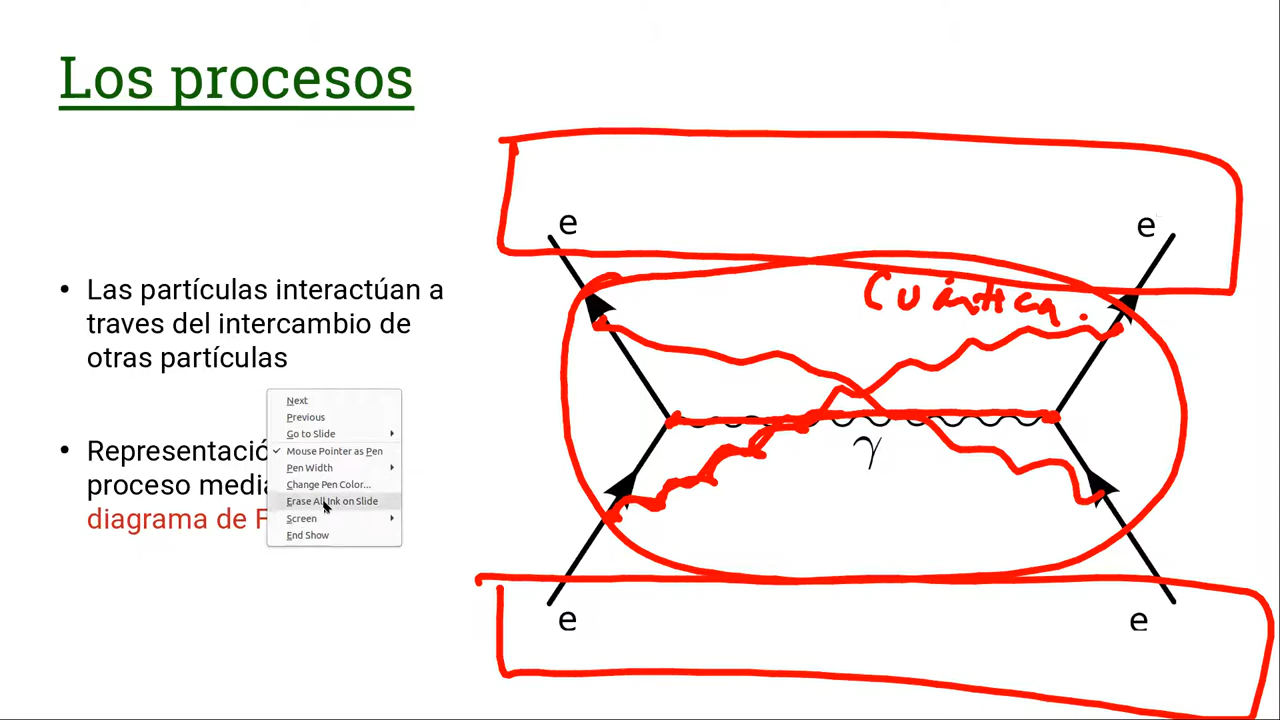 Los procesos
e
e
Cuántica.
Las partículas interactúan a
traves del intercambio de
otras partículas
γ
Representació
proceso media
diagrama de F
Next
Previous
Go to Slide
Mouse Pointer as Pen
Pen Width
Change Pen Color...
Erase All Ink on Slide
Screen
End Show
e
e